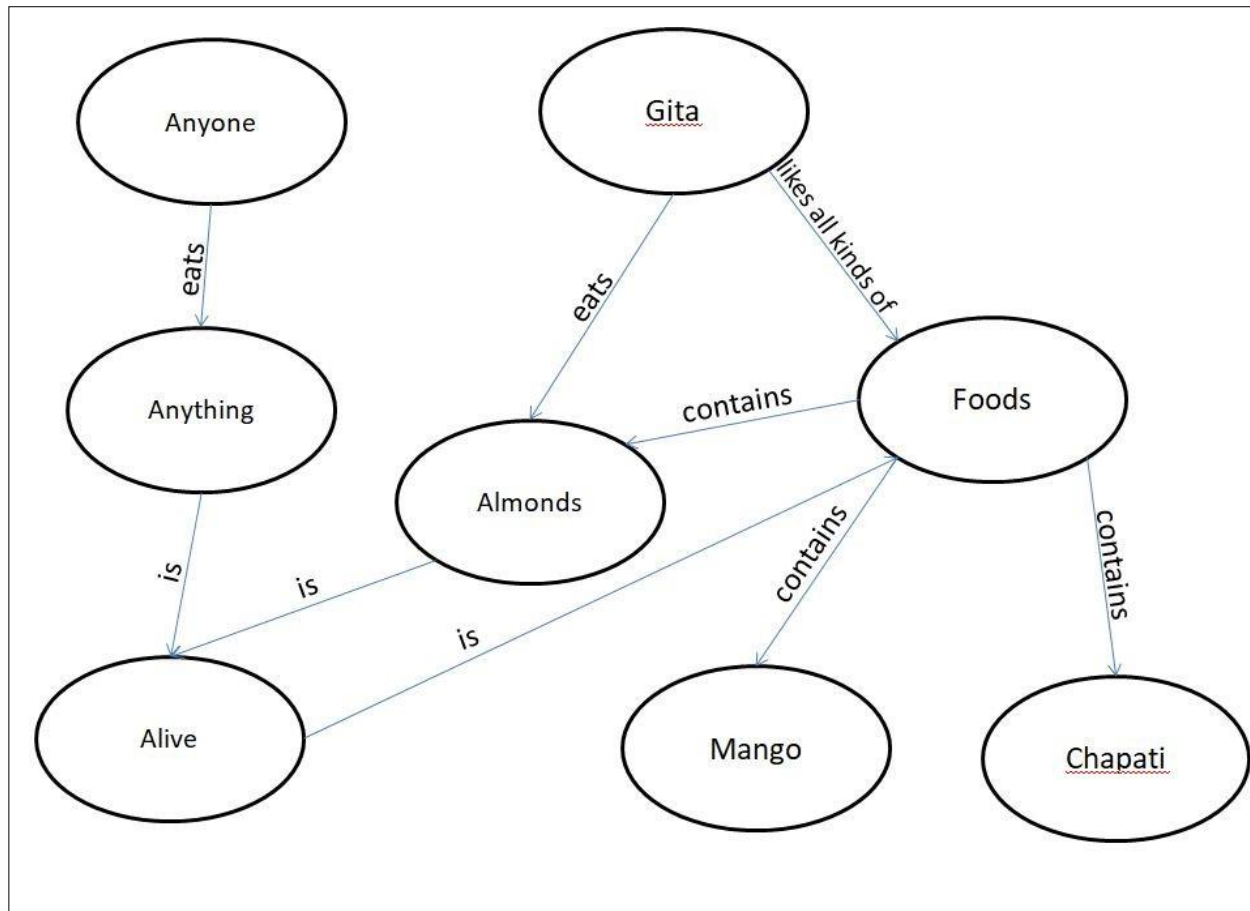 Anyone
Gita
likes all kinds of
eats
eats
Anything
contains
Foods
Almonds
contains
contains
is
is
is
Alive
Mango
Chapati